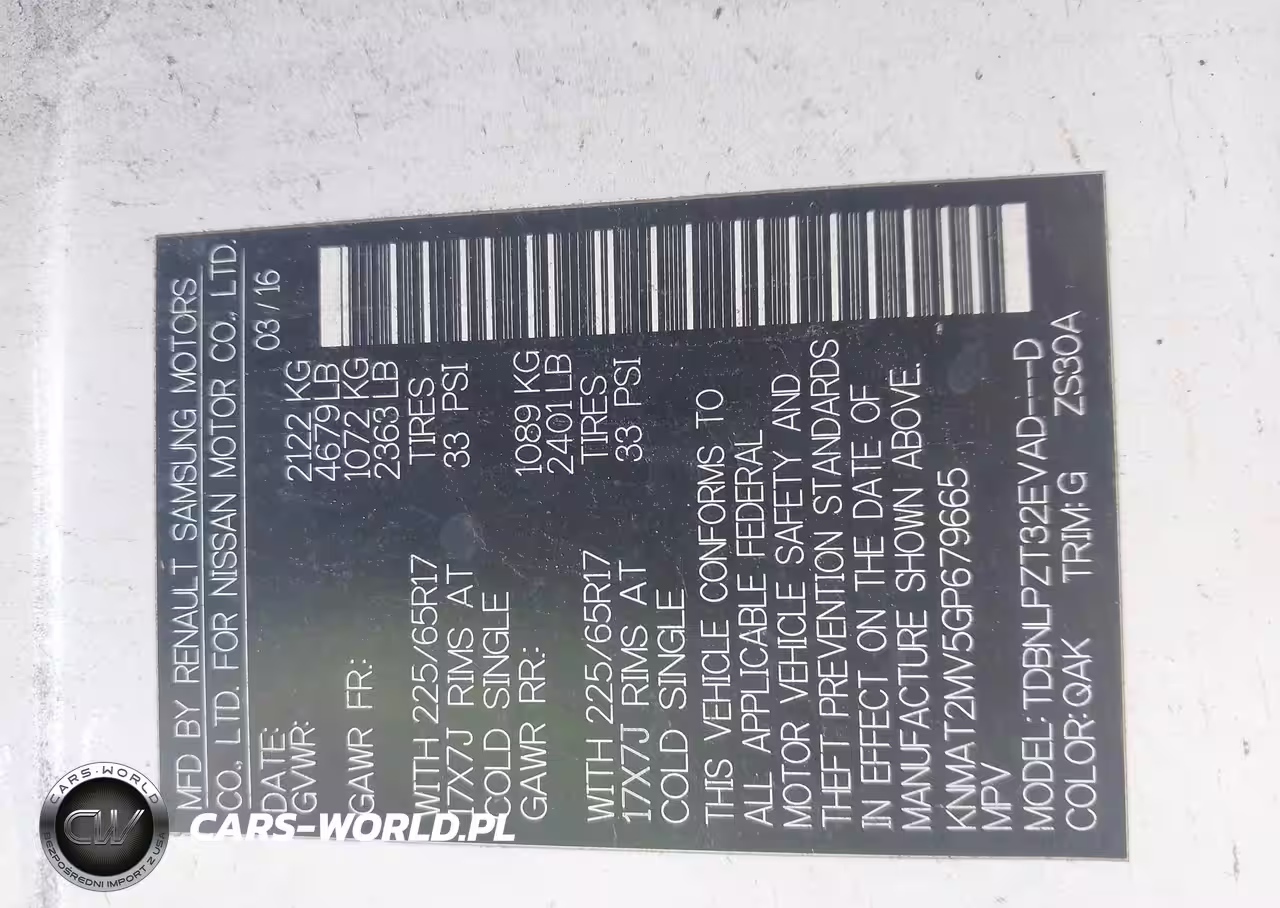 MFD BY RENAULT SAMSUNG MOTORS
CO., LTD. FOR NISSAN MOTOR CO., LTD.
DATE: 03/16
GVWR: 2122 KG
4679 LB
GAWR FR.: 1072 KG
2363 LB
WITH 225/65R17 TIRES
17X7J RIMS AT 33 PSI
COLD SINGLE
GAWR RR.: 1089 KG
2401 LB
WITH 225/65R17 TIRES
17X7J RIMS AT 33 PSI
COLD SINGLE
THIS VEHICLE CONFORMS TO
ALL APPLICABLE FEDERAL
MOTOR VEHICLE SAFETY AND
THEFT PREVENTION STANDARDS
IN EFFECT ON THE DATE OF
MANUFACTURE SHOWN ABOVE.
KNMAT2MV5GP679665
MPV
MODEL: TDBNLPZT32EVAD---D
COLOR: QAK TRIM: G ZS30A
CARS-WORLD
CW
BEZPOŚREDNI IMPORT Z USA
CARS-WORLD.PL